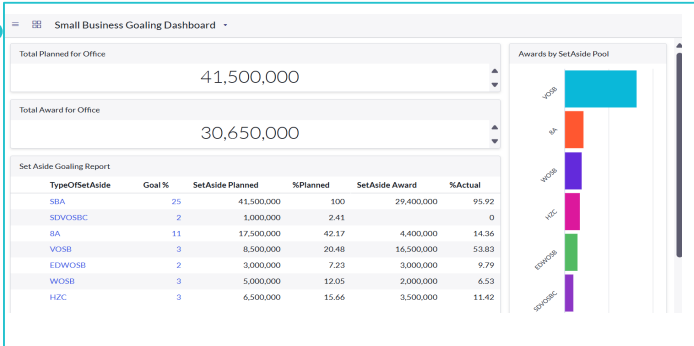 Small Business Goaling Dashboard
Total Planned for Office
41,500,000
Total Award for Office
30,650,000
Set Aside Goaling Report
TypeOfSetAside Goal % SetAside Planned %Planned SetAside Award %Actual
SBA 25 41,500,000 100 29,400,000 95.92
SDVOSBC 2 1,000,000 2.41 0
8A 11 17,500,000 42.17 4,400,000 14.36
VOSB 3 8,500,000 20.48 16,500,000 53.83
EDWOSB 2 3,000,000 7.23 3,000,000 9.79
WOSB 3 5,000,000 12.05 2,000,000 6.53
HZC 3 6,500,000 15.66 3,500,000 11.42
Awards by SetAside Pool
VOSB
8A
WOSB
HZC
EDWOSB
SDVOSBC